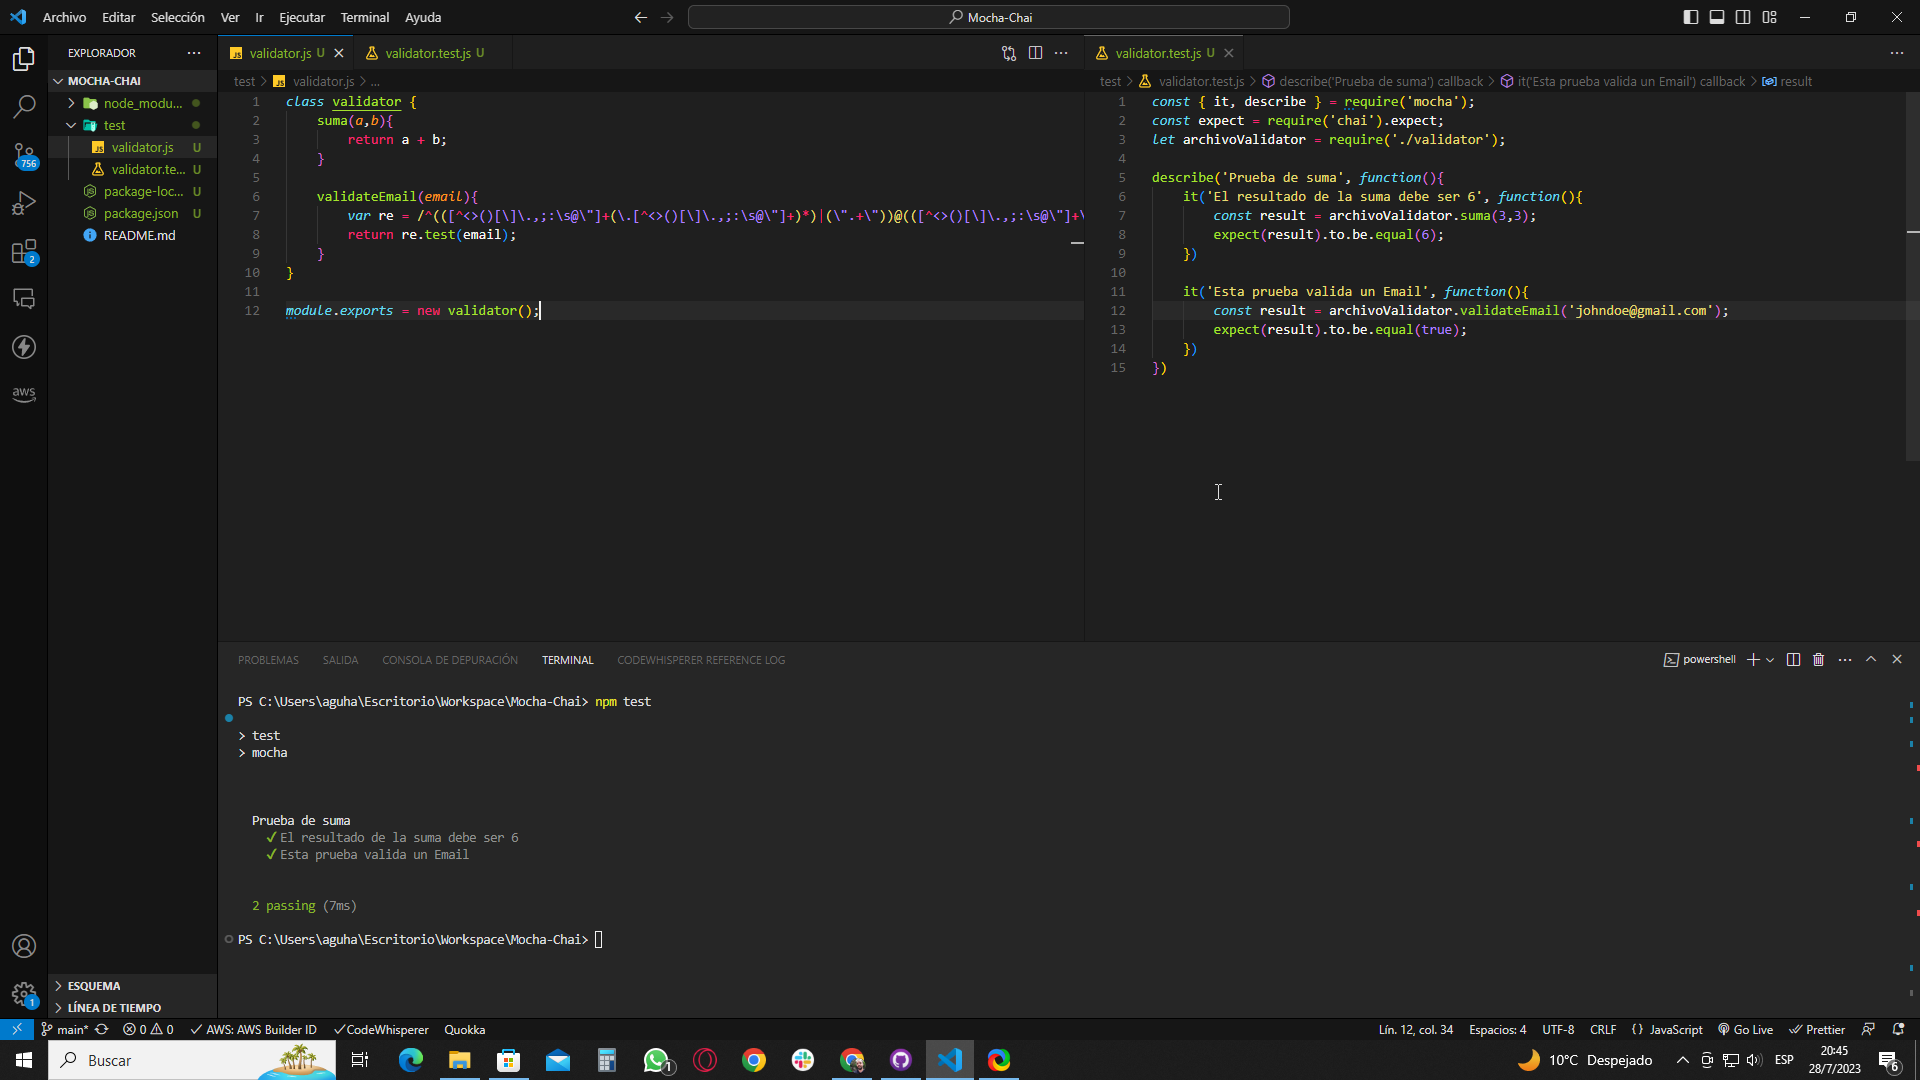 Archivo Editar Selección Ver Ir Ejecutar Terminal Ayuda
Mocha-Chai
EXPLORADOR
MOCHA-CHAI
node_modu...
test
validator.js U
validator.te... U
package-loc... U
package.json U
README.md
ESQUEMA
LÍNEA DE TIEMPO
756
2
aws
1
validator.js U
validator.test.js U
test > validator.js > ...
1 class validator {
2 suma(a,b){
3 return a + b;
4 }
5
6 validateEmail(email){
7 var re = /^(([^<>()[\]\.,;:\s@\"]+(\.[^<>()[\]\.,;:\s@\"]+)*)|(\".+\"))@(([^<>()[\]\.,;:\s@\"]+\
8 return re.test(email);
9 }
10 }
11
12 module.exports = new validator();
validator.test.js U
test > validator.test.js > describe('Prueba de suma') callback > it('Esta prueba valida un Email') callback > result
1 const { it, describe } = require('mocha');
2 const expect = require('chai').expect;
3 let archivoValidator = require('./validator');
4
5 describe('Prueba de suma', function(){
6 it('El resultado de la suma debe ser 6', function(){
7 const result = archivoValidator.suma(3,3);
8 expect(result).to.be.equal(6);
9 })
10
11 it('Esta prueba valida un Email', function(){
12 const result = archivoValidator.validateEmail('johndoe@gmail.com');
13 expect(result).to.be.equal(true);
14 })
15 })
PROBLEMAS SALIDA CONSOLA DE DEPURACIÓN TERMINAL CODEWHISPERER REFERENCE LOG
powershell
PS C:\Users\aguha\Escritorio\Workspace\Mocha-Chai> npm test
> test
> mocha
Prueba de suma
✓ El resultado de la suma debe ser 6
✓ Esta prueba valida un Email
2 passing (7ms)
PS C:\Users\aguha\Escritorio\Workspace\Mocha-Chai>
main* 0 0 AWS: AWS Builder ID CodeWhisperer Quokka
Lín. 12, col. 34 Espacios: 4 UTF-8 CRLF {} JavaScript Go Live Prettier
Buscar
1
10°C Despejado
ESP
20:45
28/7/2023
6